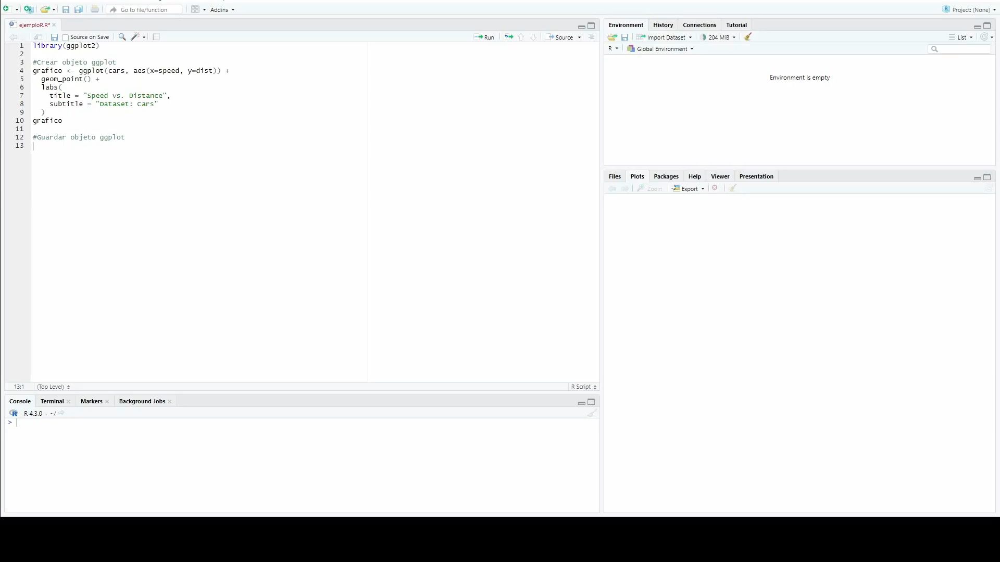 Go to file/function
Addins
Project: (None)
ejemploR.R*
Source on Save
Run
Source
1 library(ggplot2)
2
3 #Crear objeto ggplot
4 grafico <- ggplot(cars, aes(x=speed, y=dist)) +
5 geom_point() +
6 labs(
7 title = "Speed vs. Distance",
8 subtitle = "Dataset: Cars"
9 )
10 grafico
11
12 #Guardar objeto ggplot
13
13:1
(Top Level)
R Script
Console
Terminal
Markers
Background Jobs
R 4.3.0 · ~/
>
Environment
History
Connections
Tutorial
Import Dataset
204 MiB
List
R
Global Environment
Environment is empty
Files
Plots
Packages
Help
Viewer
Presentation
Zoom
Export